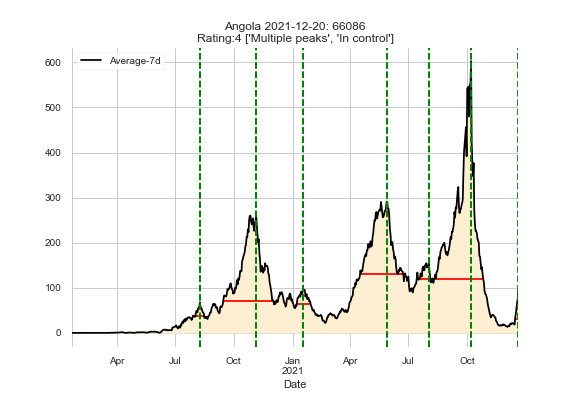 Angola 2021-12-20: 66086
Rating:4 ['Multiple peaks', 'In control']
Average-7d
600
500
400
300
200
100
0
Apr Jul Oct Jan Apr Jul Oct
2021
Date